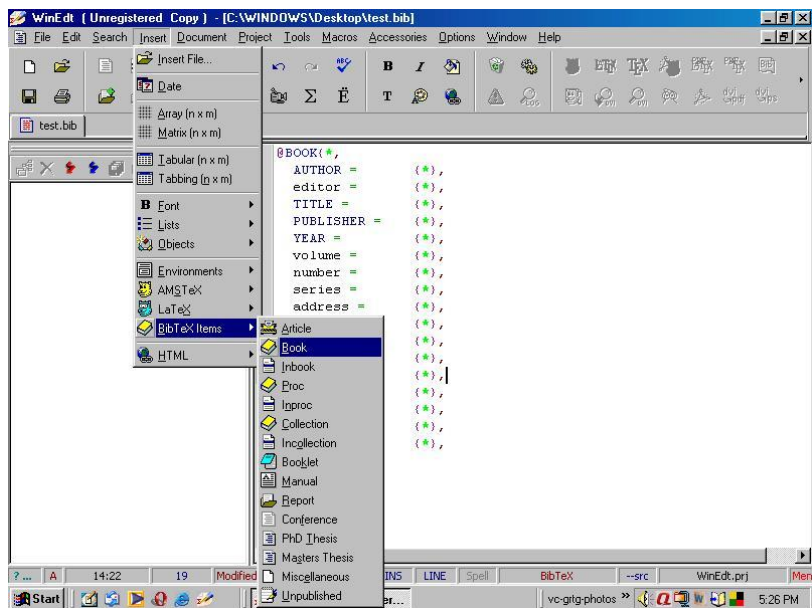 WinEdt ( Unregistered Copy ) - [C:\WINDOWS\Desktop\test.bib]
File Edit Search Insert Document Project Tools Macros Accessories Options Window Help
test.bib
Insert File...
Date
Array (n x m)
Matrix (n x m)
Tabular (n x m)
Tabbing (n x m)
Font
Lists
Objects
Environments
AMSTeX
LaTeX
BibTeX Items
HTML
Article
Book
Inbook
Proc
Inproc
Collection
Incollection
Booklet
Manual
Report
Conference
PhD Thesis
Masters Thesis
Miscellaneous
Unpublished
@BOOK{*,
AUTHOR = {*},
editor = {*},
TITLE = {*},
PUBLISHER = {*},
YEAR = {*},
volume = {*},
number = {*},
series = {*},
address = {*},
{*},
{*},
{*},
{*},
{*},
{*},
{*},
{*},
? ... A 14:22 19 Modified INS LINE Spell BibTeX --src WinEdt.prj
Start er... vc-grtg-photos » 5:26 PM